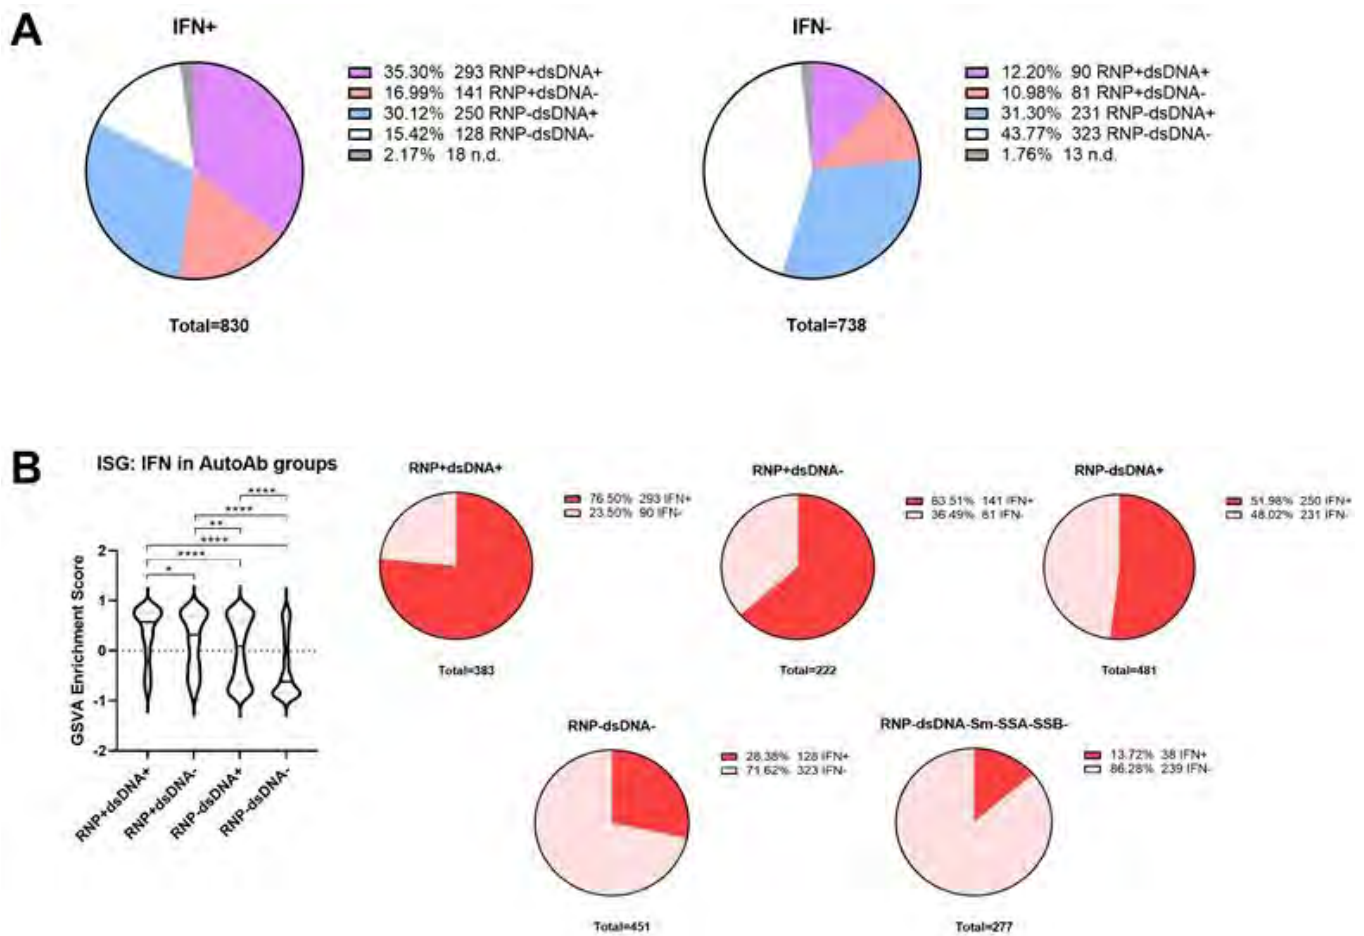 A
IFN+
35.30% 293 RNP+dsDNA+
16.99% 141 RNP+dsDNA-
30.12% 250 RNP-dsDNA+
15.42% 128 RNP-dsDNA-
2.17% 18 n.d.
Total=830
IFN-
12.20% 90 RNP+dsDNA+
10.98% 81 RNP+dsDNA-
31.30% 231 RNP-dsDNA+
43.77% 323 RNP-dsDNA-
1.76% 13 n.d.
Total=738
B
ISG: IFN in AutoAb groups
****
****
**
****
****
*
GSVA Enrichment Score
2
1
0
-1
-2
RNP+dsDNA+
RNP+dsDNA-
RNP-dsDNA+
RNP-dsDNA-
RNP+dsDNA+
76.50% 293 IFN+
23.50% 90 IFN-
Total=383
RNP+dsDNA-
63.51% 141 IFN+
36.49% 81 IFN-
Total=222
RNP-dsDNA+
51.98% 250 IFN+
48.02% 231 IFN-
Total=481
RNP-dsDNA-
28.38% 128 IFN+
71.62% 323 IFN-
Total=451
RNP-dsDNA-Sm-SSA-SSB-
13.72% 38 IFN+
86.28% 239 IFN-
Total=277